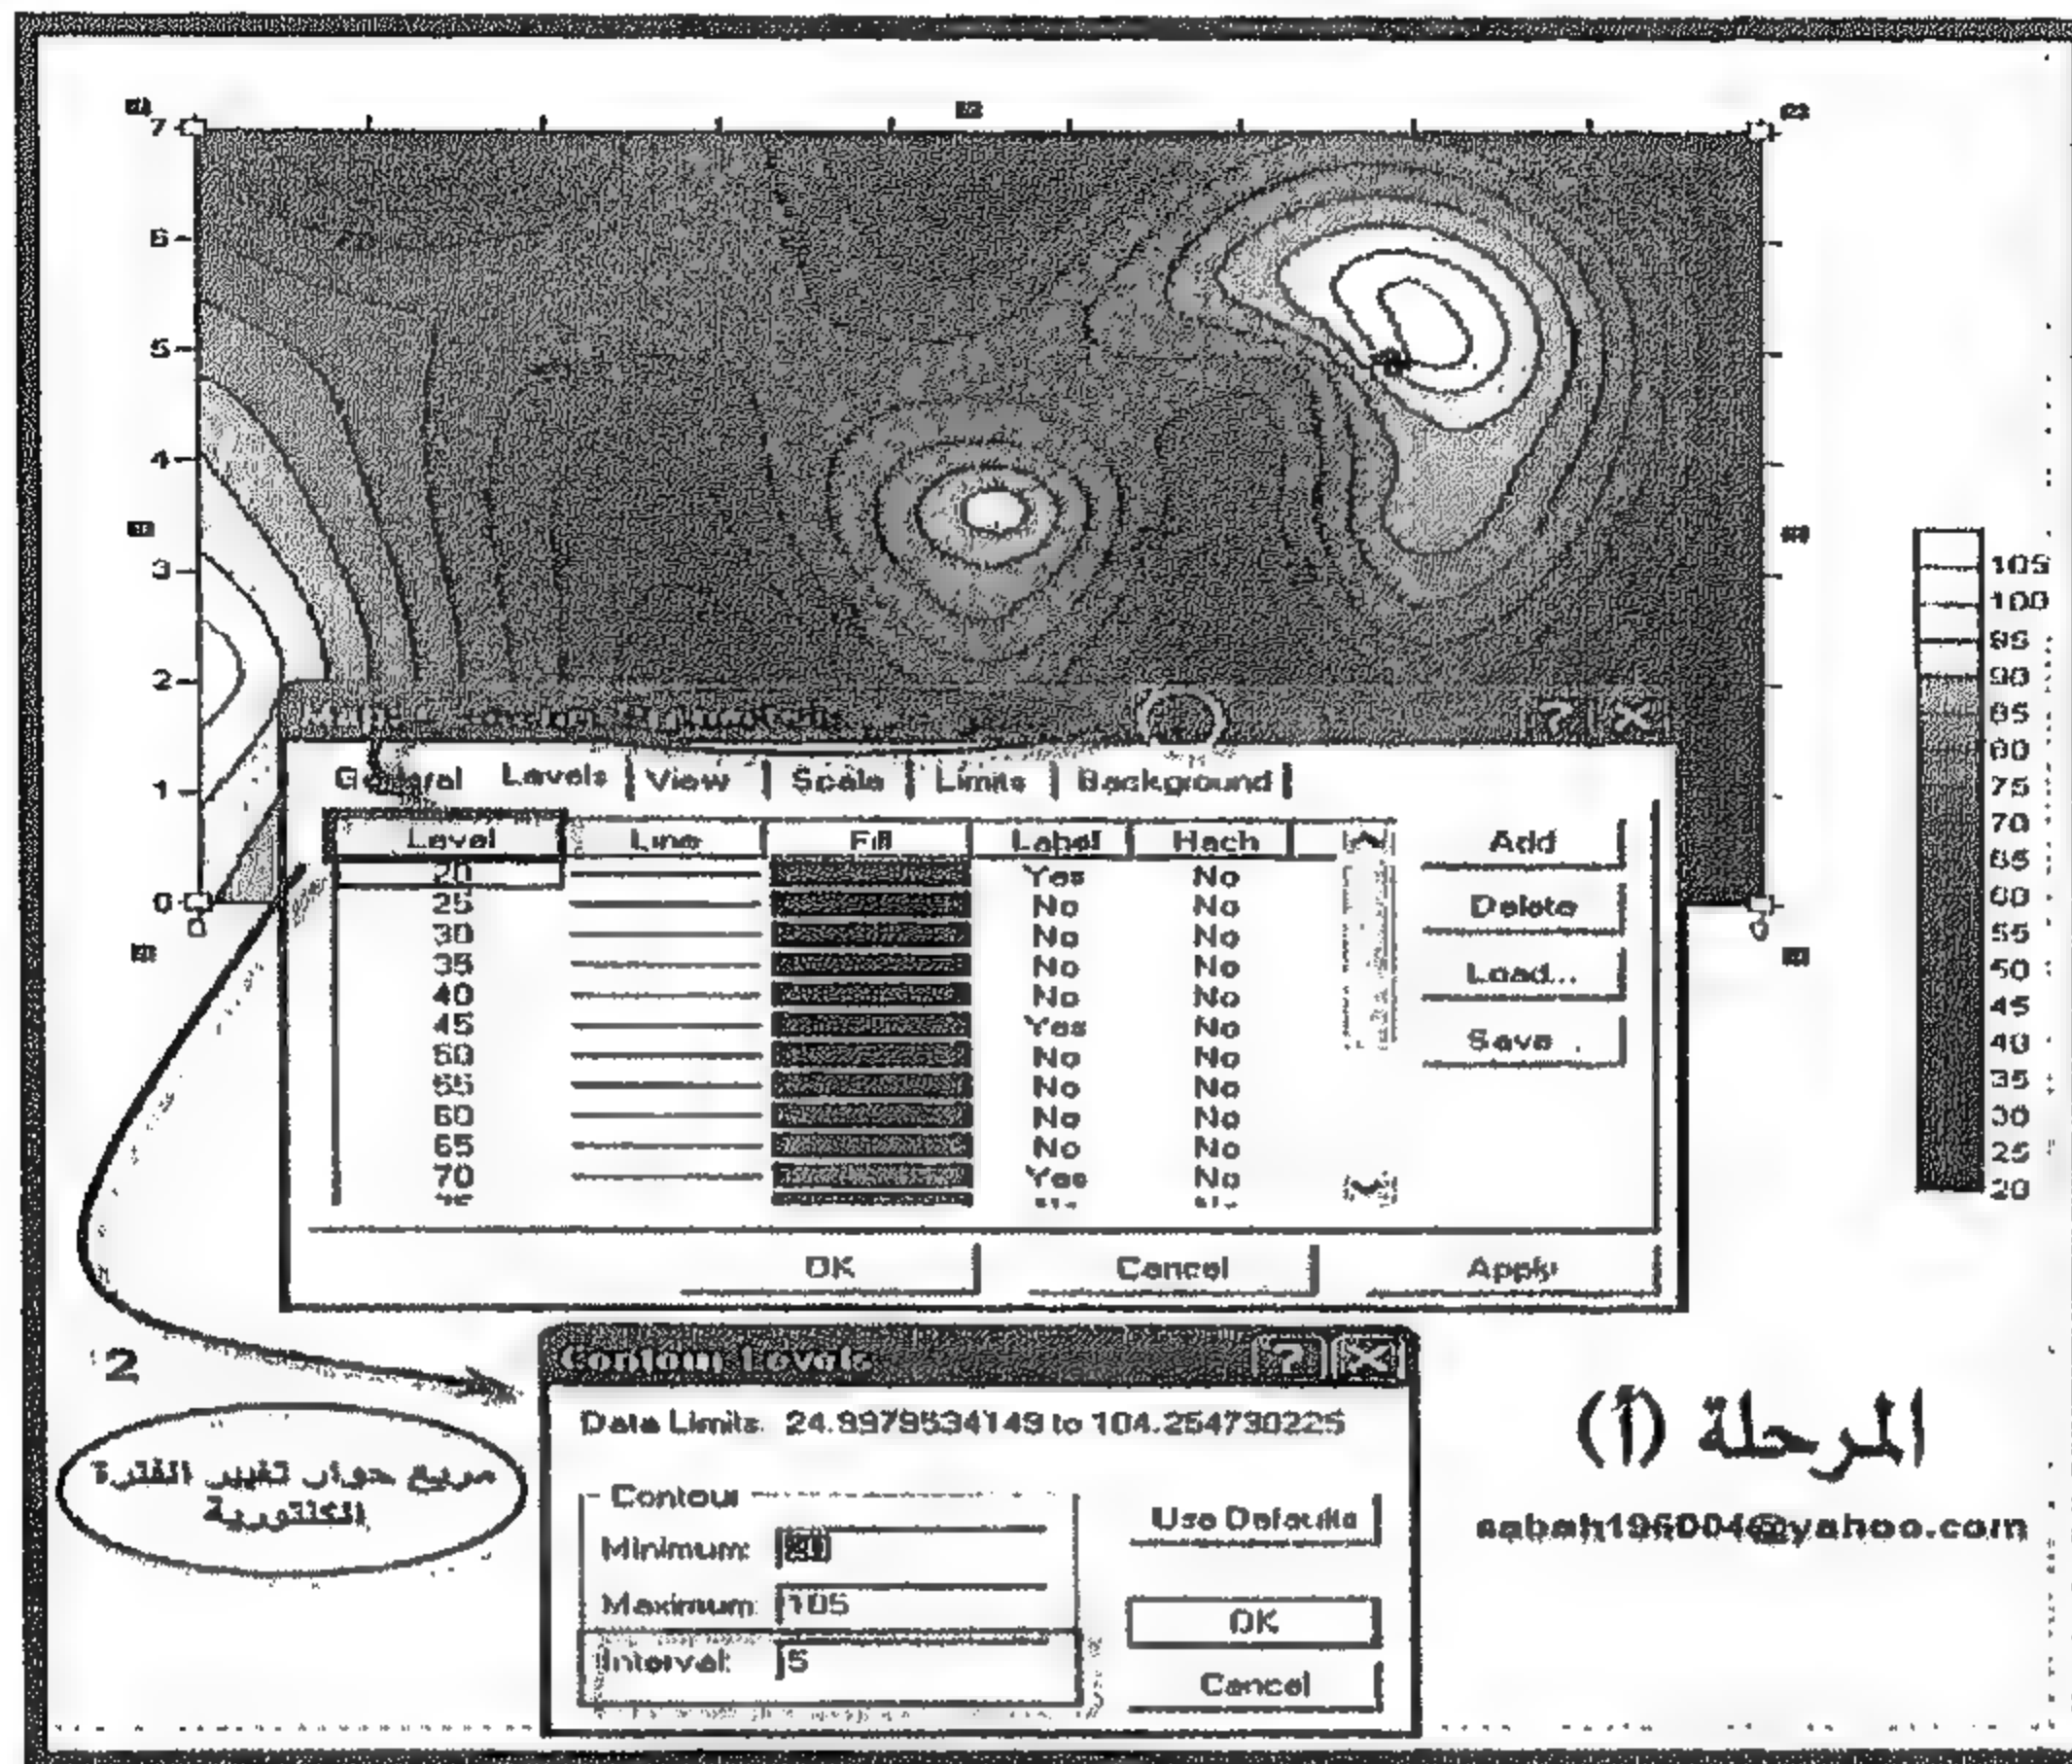 7
6
5
4
3
2
1
0
0
105
100
95
90
85
80
75
70
65
60
55
50
45
40
35
30
25
20
General Levels View Scale Limits Background
Level Line Fill Label Hach
20 Yes No
25 No No
30 No No
35 No No
40 No No
45 Yes No
50 No No
55 No No
60 No No
65 No No
70 Yes No
Add
Delete
Load...
Save
OK Cancel Apply
2
مربع حوار تغيير الفترة
الكنتورية
Contour Levels
Data Limits: to 104.254730225
Contour
Minimum:
Maximum: 105
Interval: 5
Use Defaults
OK
Cancel
المرحلة (أ)
sabah196004@yahoo.com